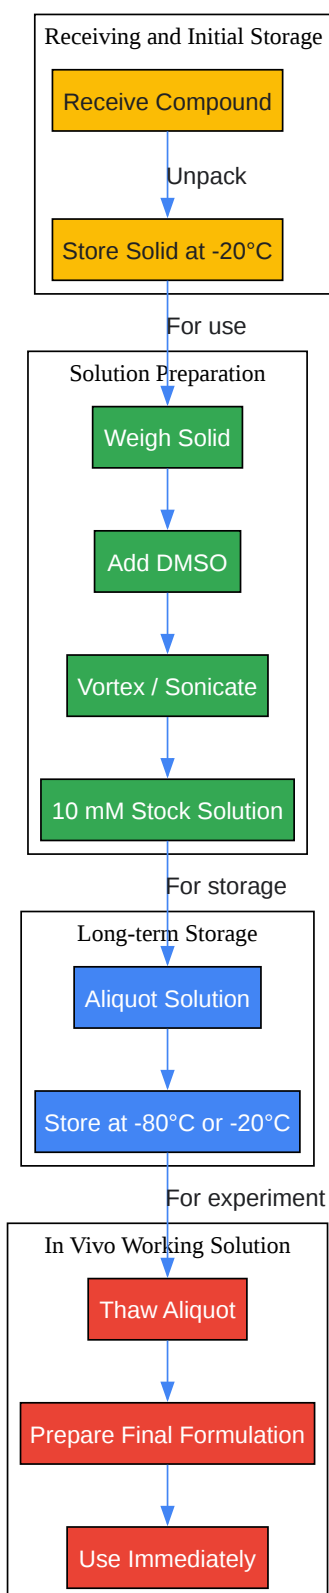 Receiving and Initial Storage
Receive Compound
Unpack
Store Solid at -20°C
For use
Solution Preparation
Weigh Solid
Add DMSO
Vortex / Sonicate
10 mM Stock Solution
For storage
Long-term Storage
Aliquot Solution
Store at -80°C or -20°C
For experiment
In Vivo Working Solution
Thaw Aliquot
Prepare Final Formulation
Use Immediately